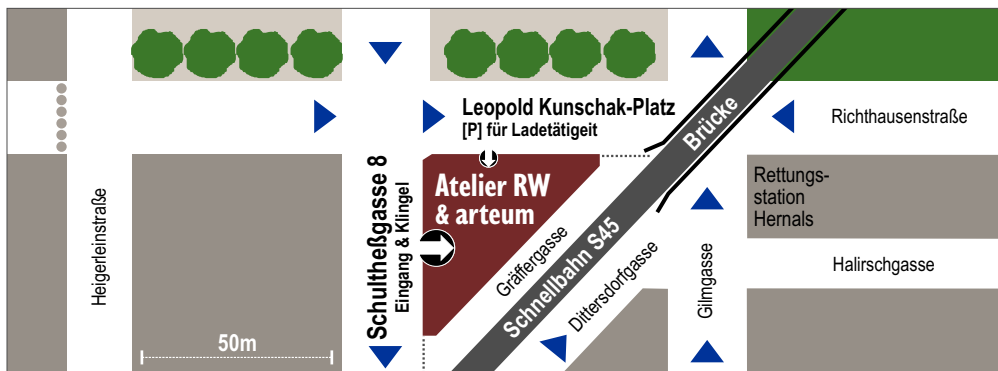 Leopold Kunschak-Platz
[P] für Ladetätigeit
Brücke
Richthausenstraße
Heigerleinstraße
Schultheßgasse 8
Eingang & Klingel
Atelier RW
& arteum
Rettungs-
station
Hernals
Gräffergasse
Schnellbahn S45
Dittersdorfgasse
Gilmgasse
Halirschgasse
50m